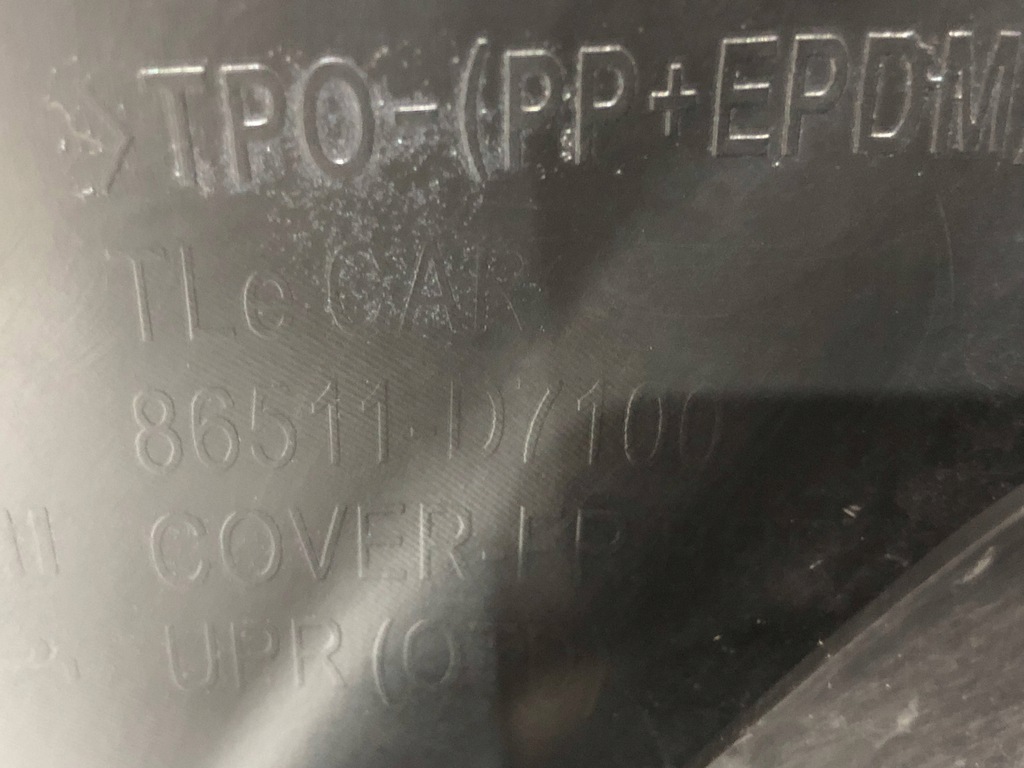 >TPO-(PP+EPDM
TLe CAR.
86511-D7100
COVER-FR
UPR(O